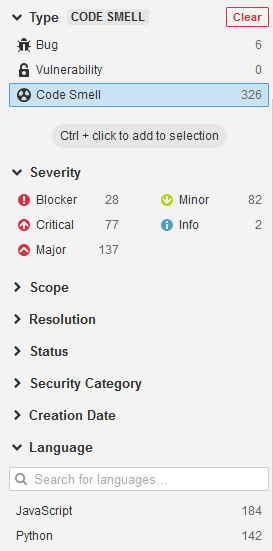 Type CODE SMELL Clear
Bug 6
Vulnerability 0
Code Smell 326
Ctrl + click to add to selection
Severity
Blocker 28 Minor 82
Critical 77 Info 2
Major 137
Scope
Resolution
Status
Security Category
Creation Date
Language
Search for languages...
JavaScript 184
Python 142